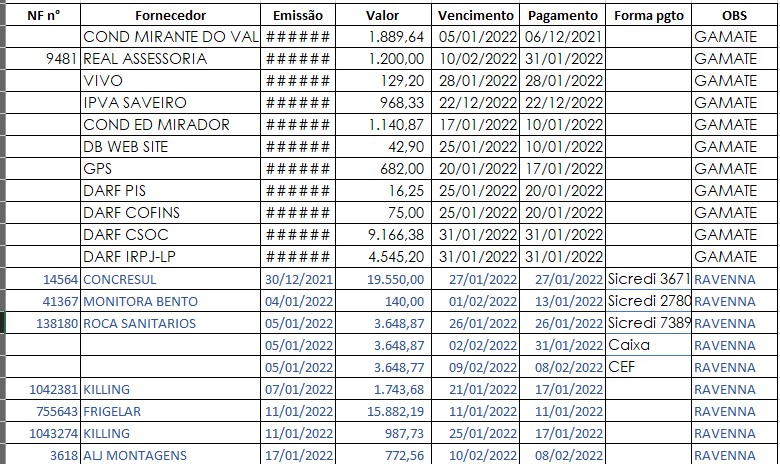 NF nº Fornecedor Emissão Valor Vencimento Pagamento Forma pgto OBS
COND MIRANTE DO VAL ###### 1.889,64 05/01/2022 06/12/2021 GAMATE
9481 REAL ASSESSORIA ###### 1.200,00 10/02/2022 31/01/2022 GAMATE
VIVO ###### 129,20 28/01/2022 28/01/2022 GAMATE
IPVA SAVEIRO ###### 968,33 22/12/2022 22/12/2022 GAMATE
COND ED MIRADOR ###### 1.140,87 17/01/2022 10/01/2022 GAMATE
DB WEB SITE ###### 42,90 25/01/2022 10/01/2022 GAMATE
GPS ###### 682,00 20/01/2022 17/01/2022 GAMATE
DARF PIS ###### 16,25 25/01/2022 20/01/2022 GAMATE
DARF COFINS ###### 75,00 25/01/2022 20/01/2022 GAMATE
DARF CSOC ###### 9.166,38 31/01/2022 31/01/2022 GAMATE
DARF IRPJ-LP ###### 4.545,20 31/01/2022 31/01/2022 GAMATE
14564 CONCRESUL 30/12/2021 19.550,00 27/01/2022 27/01/2022 Sicredi 3671 RAVENNA
41367 MONITORA BENTO 04/01/2022 140,00 01/02/2022 13/01/2022 Sicredi 2780 RAVENNA
138180 ROCA SANITARIOS 05/01/2022 3.648,87 26/01/2022 26/01/2022 Sicredi 7389 RAVENNA
05/01/2022 3.648,87 02/02/2022 31/01/2022 Caixa RAVENNA
05/01/2022 3.648,77 09/02/2022 08/02/2022 CEF RAVENNA
1042381 KILLING 07/01/2022 1.743,68 21/01/2022 17/01/2022 RAVENNA
755643 FRIGELAR 11/01/2022 15.882,19 11/01/2022 11/01/2022 RAVENNA
1043274 KILLING 11/01/2022 987,73 25/01/2022 17/01/2022 RAVENNA
3618 ALJ MONTAGENS 17/01/2022 772,56 10/02/2022 08/02/2022 RAVENNA